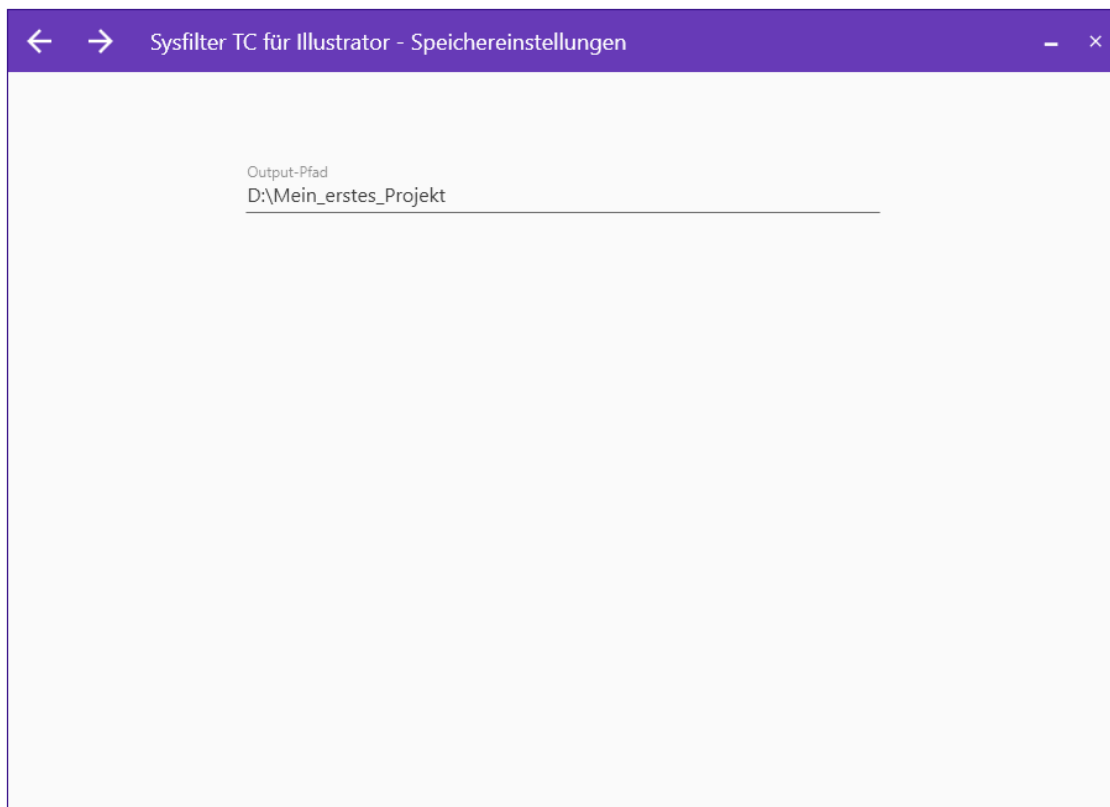 Sysfilter TC für Illustrator - Speichereinstellungen
Output-Pfad
D:\Mein_erstes_Projekt